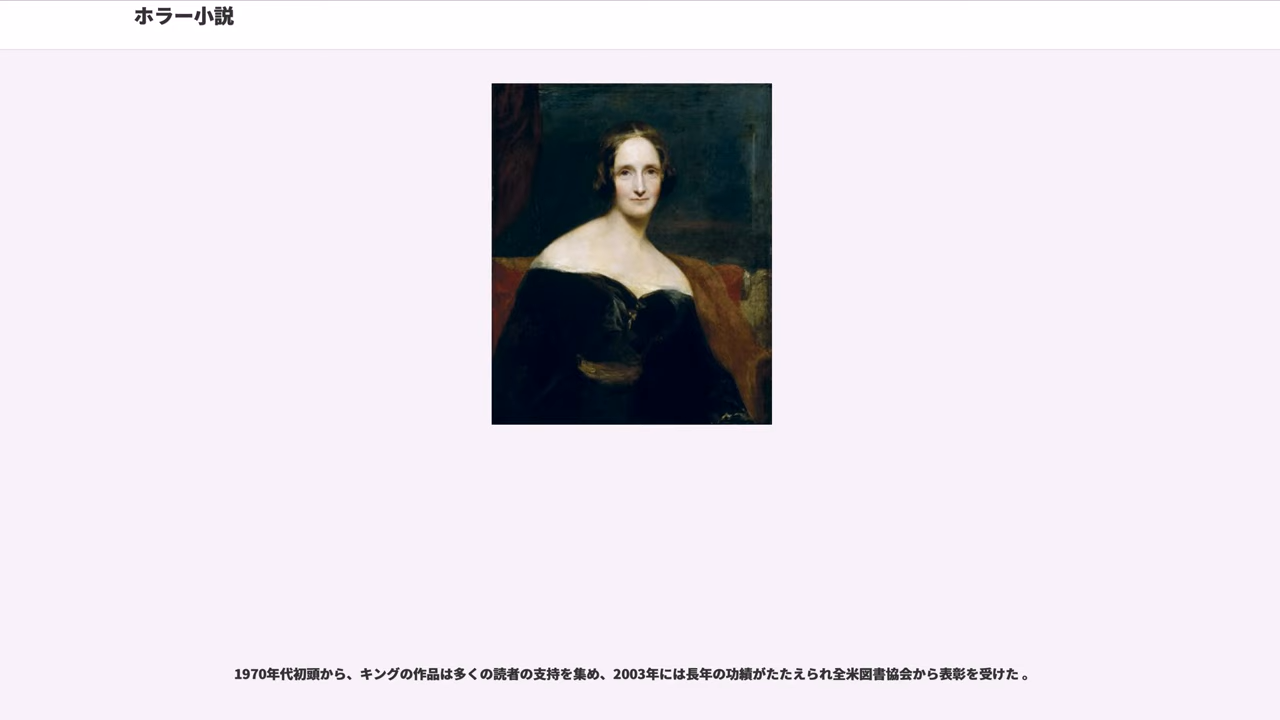 ホラー小説
1970年代初頭から、キングの作品は多くの読者の支持を集め、2003年には長年の功績がたたえられ全米図書協会から表彰を受けた 。